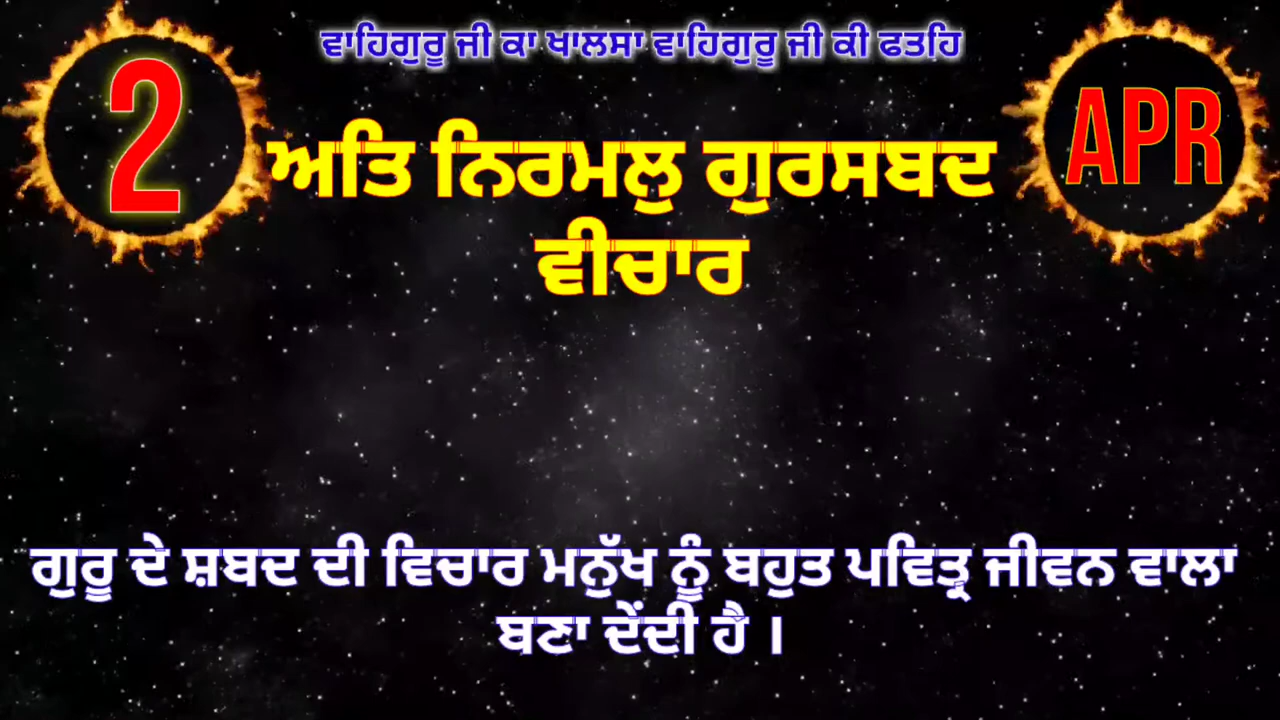 ਵਾਹਿਗੁਰੂ ਜੀ ਕਾ ਖਾਲਸਾ ਵਾਹਿਗੁਰੂ ਜੀ ਕੀ ਫਤਹਿ
2
APR
ਅਤਿ ਨਿਰਮਲੁ ਗੁਰਸਬਦ
ਵੀਚਾਰ
ਗੁਰੂ ਦੇ ਸ਼ਬਦ ਦੀ ਵਿਚਾਰ ਮਨੁੱਖ ਨੂੰ ਬਹੁਤ ਪਵਿਤ੍ਰ ਜੀਵਨ ਵਾਲਾ
ਬਣਾ ਦੇਂਦੀ ਹੈ ।